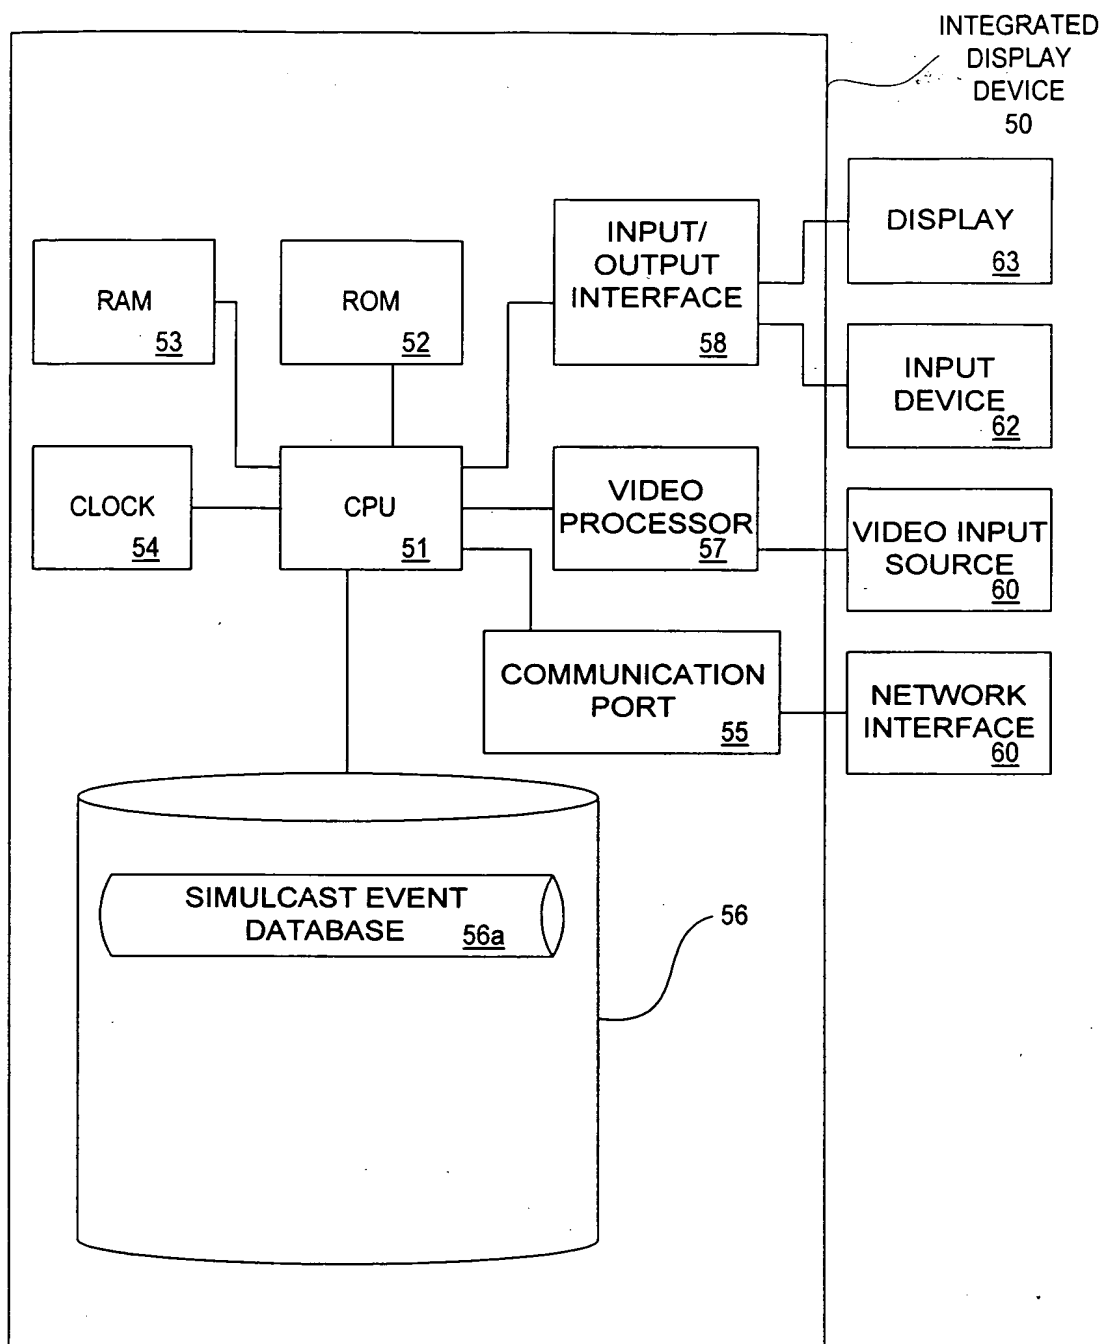 INTEGRATED
DISPLAY
DEVICE
50
DISPLAY
63
INPUT/
OUTPUT
INTERFACE
58
RAM
53
ROM
52
INPUT
DEVICE
62
CLOCK
54
CPU
51
VIDEO
PROCESSOR
57
VIDEO INPUT
SOURCE
60
COMMUNICATION
PORT
55
NETWORK
INTERFACE
60
SIMULCAST EVENT
DATABASE
56a
56